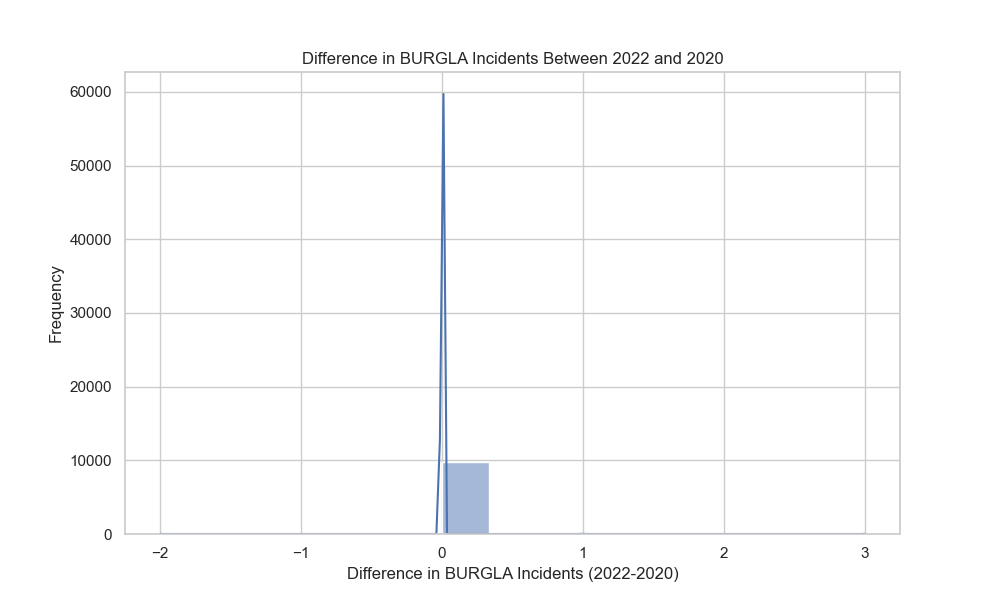 Difference in BURGLA Incidents Between 2022 and 2020
60000
50000
40000
30000
20000
10000
0
Frequency
−2 −1 0 1 2 3
Difference in BURGLA Incidents (2022-2020)